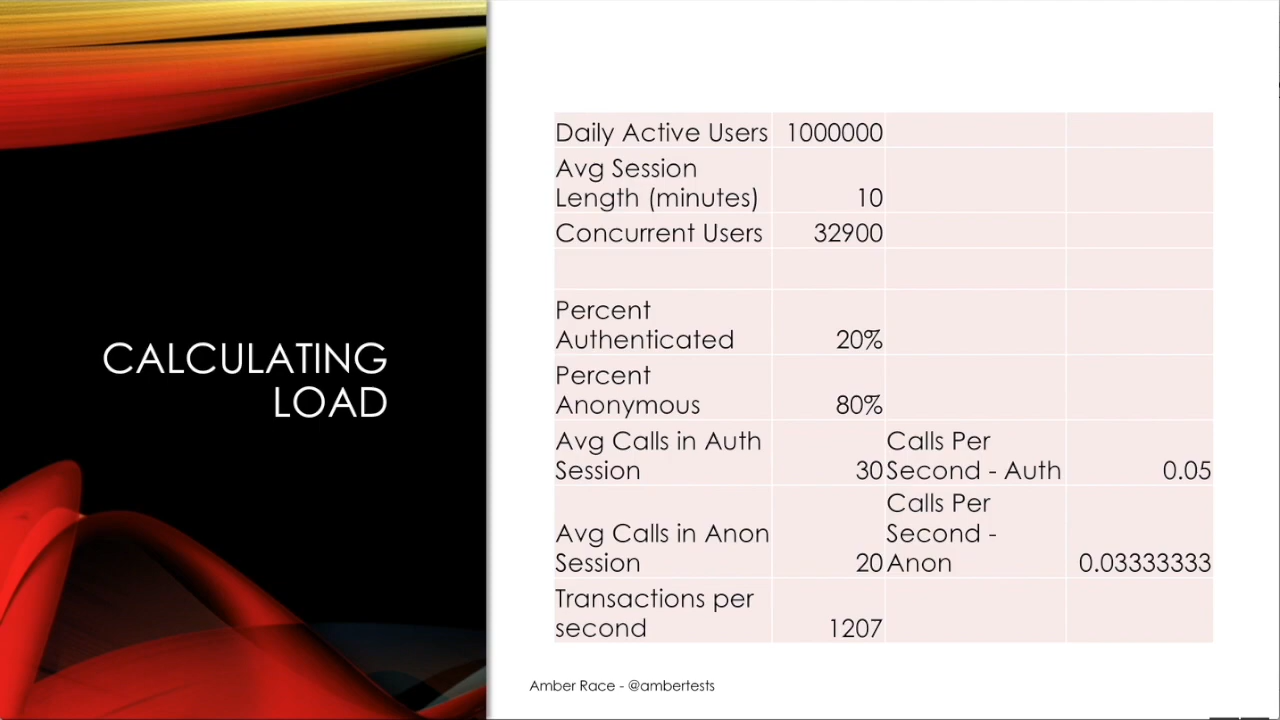 CALCULATING
LOAD
Daily Active Users 1000000
Avg Session
Length (minutes) 10
Concurrent Users 32900
Percent
Authenticated 20%
Percent
Anonymous 80%
Avg Calls in Auth
Session 30
Calls Per
Second - Auth 0.05
Avg Calls in Anon
Session 20
Calls Per
Second -
Anon 0.03333333
Transactions per
second 1207
Amber Race - @ambertests